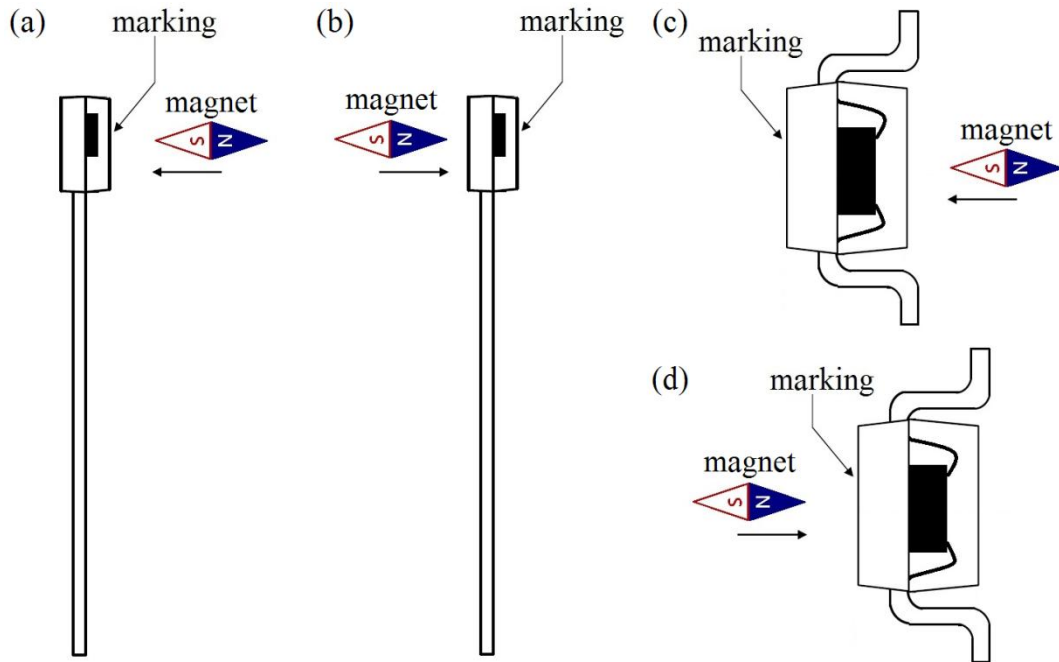 (a)
marking
magnet
S N
(b)
marking
magnet
S N
(c)
marking
magnet
S N
(d)
marking
magnet
S N